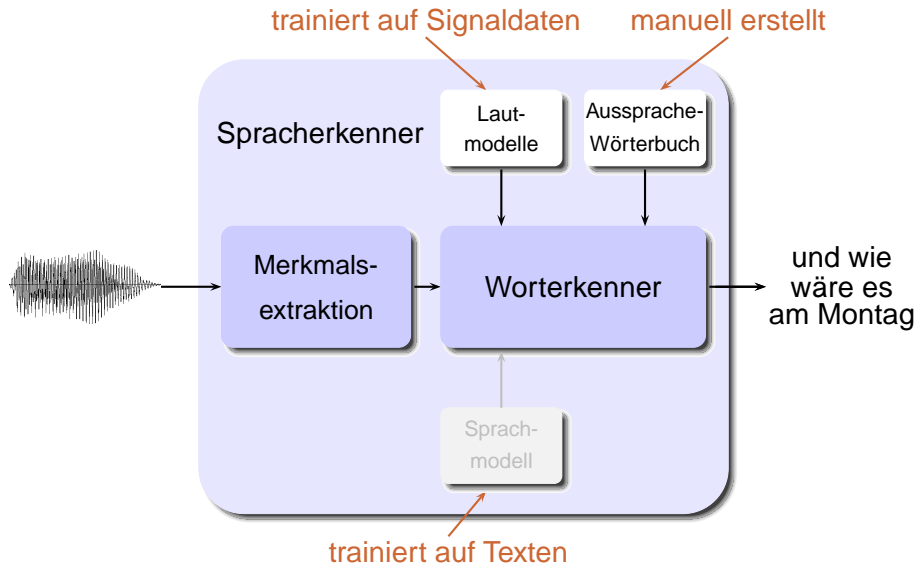 trainiert auf Signaldaten
manuell erstellt
Spracherkenner
Laut-
modelle
Aussprache-
Wörterbuch
Merkmals-
extraktion
Worterkenner
und wie
wäre es
am Montag
Sprach-
modell
trainiert auf Texten